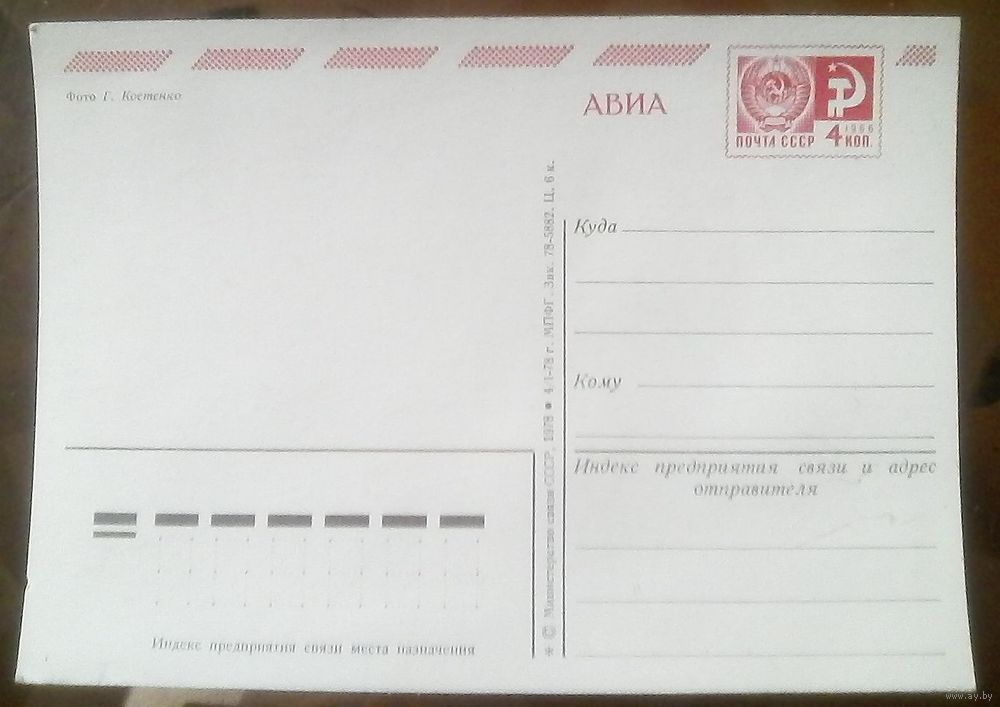 Фото Г. Костенко
АВИА
ПОЧТА СССР
1966
4 КОП.
Куда
Кому
Индекс предприятия связи и адрес
отправителя
* © Министерство связи СССР, 1978 • 4-1-78 г. МПФГ. Зак. 78-5882. Ц. 6 к.
Индекс предприятия связи места назначения
www.ay.by